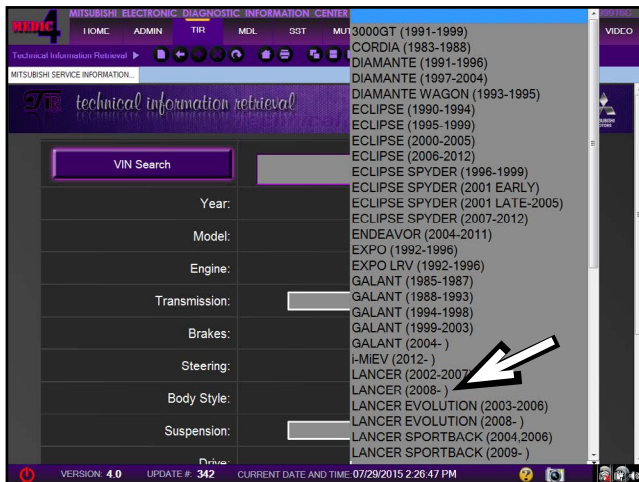 MITSUBISHI ELECTRONIC DIAGNOSTIC INFORMATION CENTER
MEDIC 4
HOME ADMIN TIR MDL SST MUT VIDEO
Technical Information Retrieval
MITSUBISHI SERVICE INFORMATION...
TIR technical information retrieval
VIN Search
Year:
Model:
Engine:
Transmission:
Brakes:
Steering:
Body Style:
Suspension:
Drive:
3000GT (1991-1999)
CORDIA (1983-1988)
DIAMANTE (1991-1996)
DIAMANTE (1997-2004)
DIAMANTE WAGON (1993-1995)
ECLIPSE (1990-1994)
ECLIPSE (1995-1999)
ECLIPSE (2000-2005)
ECLIPSE (2006-2012)
ECLIPSE SPYDER (1996-1999)
ECLIPSE SPYDER (2001 EARLY)
ECLIPSE SPYDER (2001 LATE-2005)
ECLIPSE SPYDER (2007-2012)
ENDEAVOR (2004-2011)
EXPO (1992-1996)
EXPO LRV (1992-1996)
GALANT (1985-1987)
GALANT (1988-1993)
GALANT (1994-1998)
GALANT (1999-2003)
GALANT (2004- )
i-MiEV (2012- )
LANCER (2002-2007)
LANCER (2008- )
LANCER EVOLUTION (2003-2006)
LANCER EVOLUTION (2008- )
LANCER SPORTBACK (2004,2006)
LANCER SPORTBACK (2009- )
VERSION: 4.0 UPDATE #: 342 CURRENT DATE AND TIME: 07/29/2015 2:26:47 PM